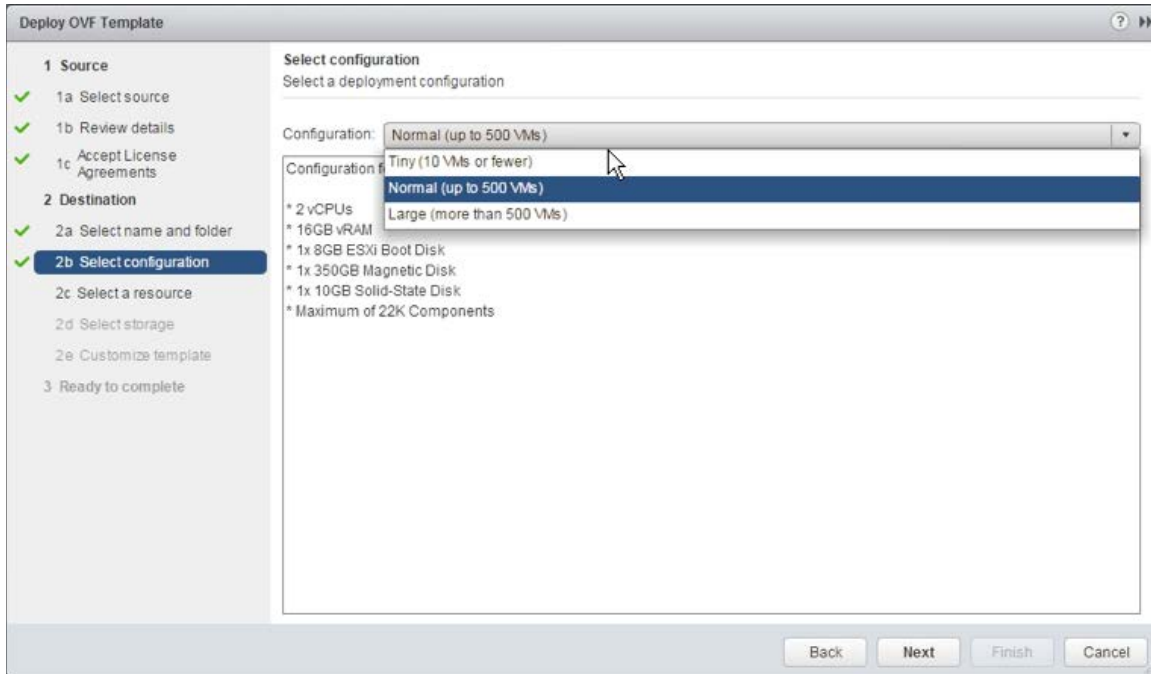 Deploy OVF Template
?
1 Source
1a Select source
1b Review details
1c Accept License
Agreements
2 Destination
2a Select name and folder
2b Select configuration
2c Select a resource
2d Select storage
2e Customize template
3 Ready to complete
Select configuration
Select a deployment configuration
Configuration: Normal (up to 500 VMs)
Tiny (10 VMs or fewer)
Normal (up to 500 VMs)
Large (more than 500 VMs)
Configuration
* 2 vCPUs
* 16GB vRAM
* 1x 8GB ESXi Boot Disk
* 1x 350GB Magnetic Disk
* 1x 10GB Solid-State Disk
* Maximum of 22K Components
Back Next Finish Cancel